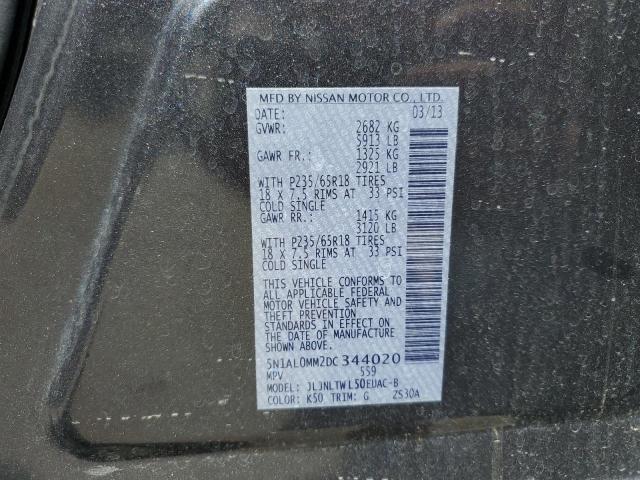 MFD BY NISSAN MOTOR CO., LTD.
DATE: 03/13
GVWR: 2682 KG
5913 LB
GAWR FR.: 1325 KG
2921 LB
WITH P235/65R18 TIRES
18 X 7.5 RIMS AT 33 PSI
COLD SINGLE
GAWR RR.: 1415 KG
3120 LB
WITH P235/65R18 TIRES
18 X 7.5 RIMS AT 33 PSI
COLD SINGLE
THIS VEHICLE CONFORMS TO
ALL APPLICABLE FEDERAL
MOTOR VEHICLE SAFETY AND
THEFT PREVENTION
STANDARDS IN EFFECT ON
THE DATE OF MANUFACTURE
SHOWN ABOVE.
5N1AL0MM2DC344020
MPV 559
JLJNLTWL50EUAC-B
COLOR: K50 TRIM: G ZS30A